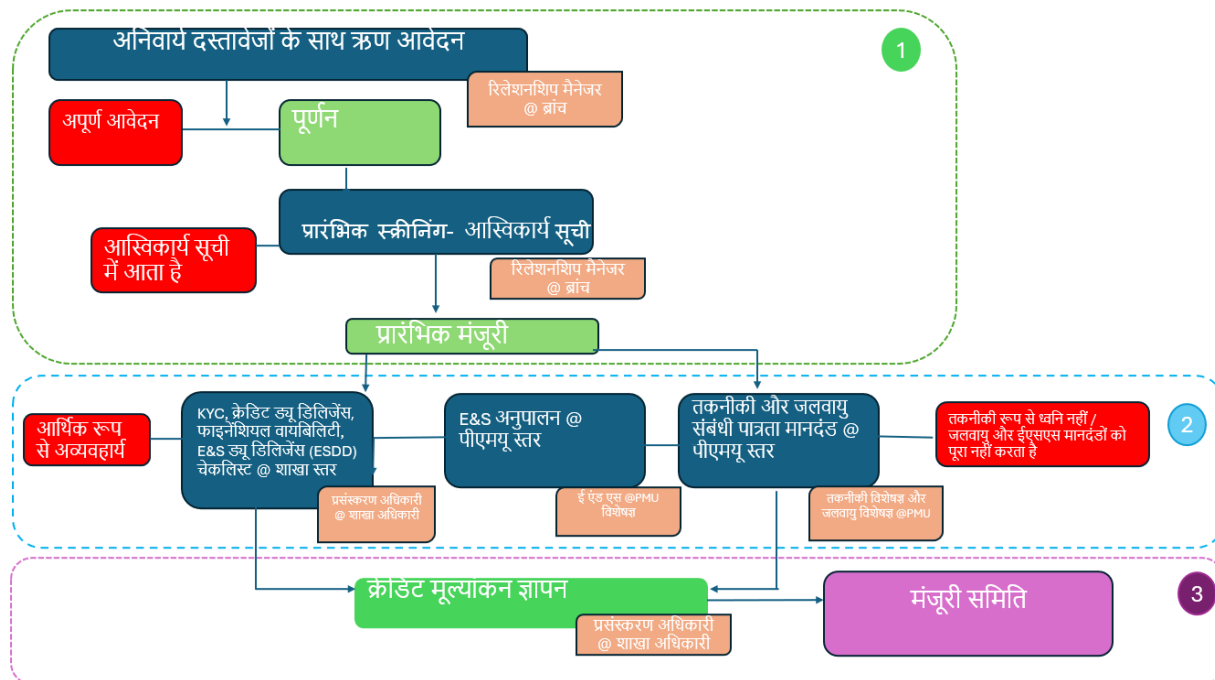 अनिवार्य दस्तावेजों के साथ ऋण आवेदन
1
रिलेशनशिप मैनेजर
@ ब्रांच
अपूर्ण आवेदन
पूर्णन
प्रारंभिक स्क्रीनिंग- आस्विकार्य सूची
आस्विकार्य सूची
में आता है
रिलेशनशिप मैनेजर
@ ब्रांच
प्रारंभिक मंजूरी
आर्थिक रूप
से अव्यवहार्य
KYC, क्रेडिट ड्यू डिलिजेंस,
फाइनेंशियल वायबिलिटी,
E&S ड्यू डिलिजेंस (ESDD)
चेकलिस्ट @ शाखा स्तर
प्रसंस्करण अधिकारी
@ शाखा अधिकारी
E&S अनुपालन @
पीएमयू स्तर
ई एंड एस @PMU
विशेषज्ञ
तकनीकी और जलवायु
संबंधी पात्रता मानदंड @
पीएमयू स्तर
तकनीकी विशेषज्ञ और
जलवायु विशेषज्ञ @PMU
तकनीकी रूप से ध्वनि नहीं /
जलवायु और ईएसएस मानदंडों को
पूरा नहीं करता है
2
क्रेडिट मूल्यांकन ज्ञापन
प्रसंस्करण अधिकारी
@ शाखा अधिकारी
मंजूरी समिति
3